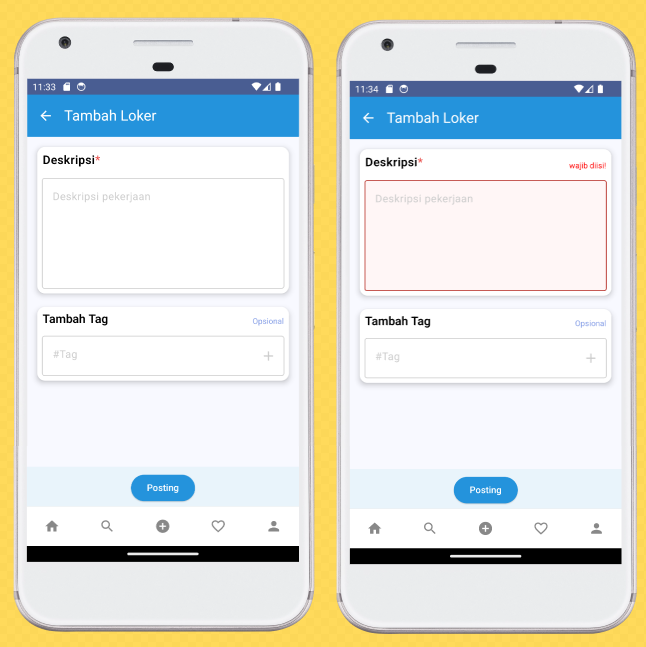 11:33
Tambah Loker
Deskripsi*
Deskripsi pekerjaan
Tambah Tag
Opsional
#Tag
Posting
11:34
Tambah Loker
Deskripsi*
wajib diisi!
Deskripsi pekerjaan
Tambah Tag
Opsional
#Tag
Posting